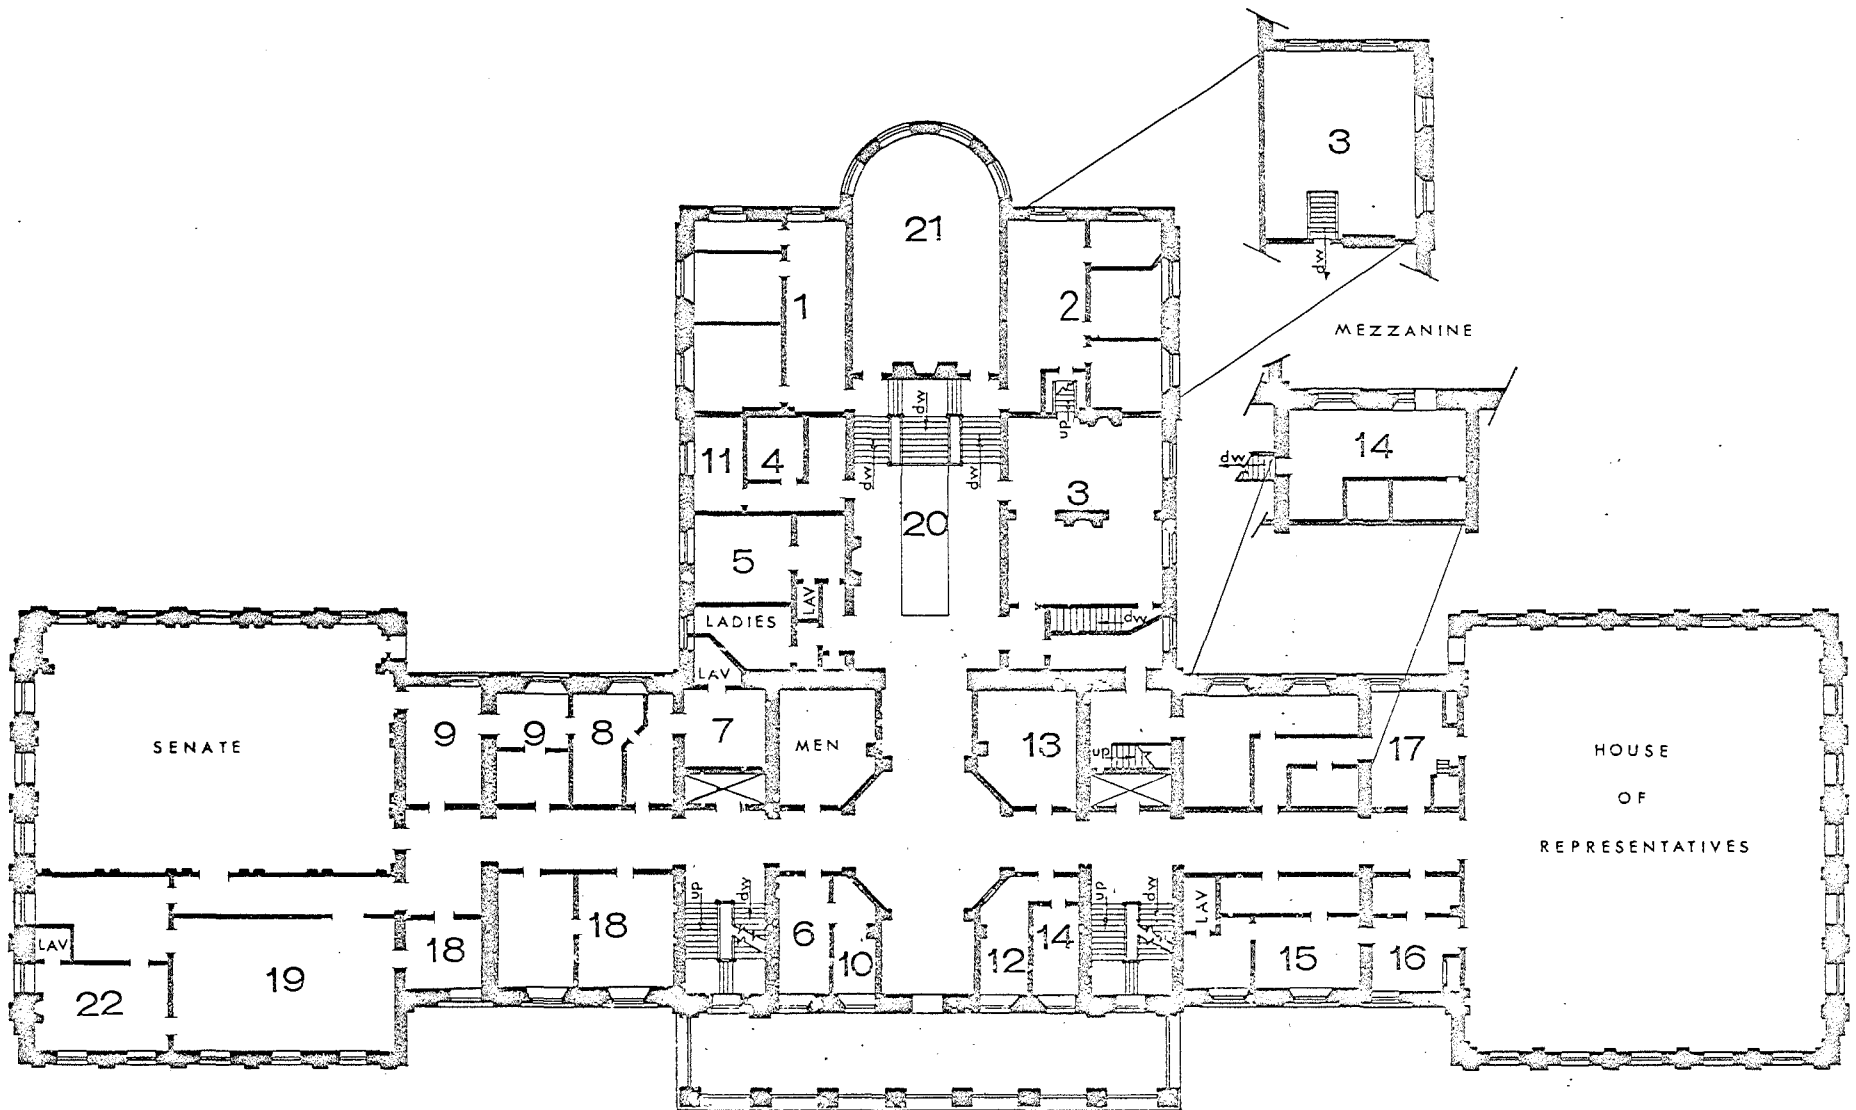 3
dw
21
1
2
MEZZANINE
dw
up
14
dw
11
4
dw
dw
3
20
5
LAV
LADIES
dw
LAV
SENATE
9
9
8
7
MEN
13
up
17
HOUSE
OF
REPRESENTATIVES
up
dw
up
dw
LAV
18
18
6
10
12
14
15
16
LAV
19
22